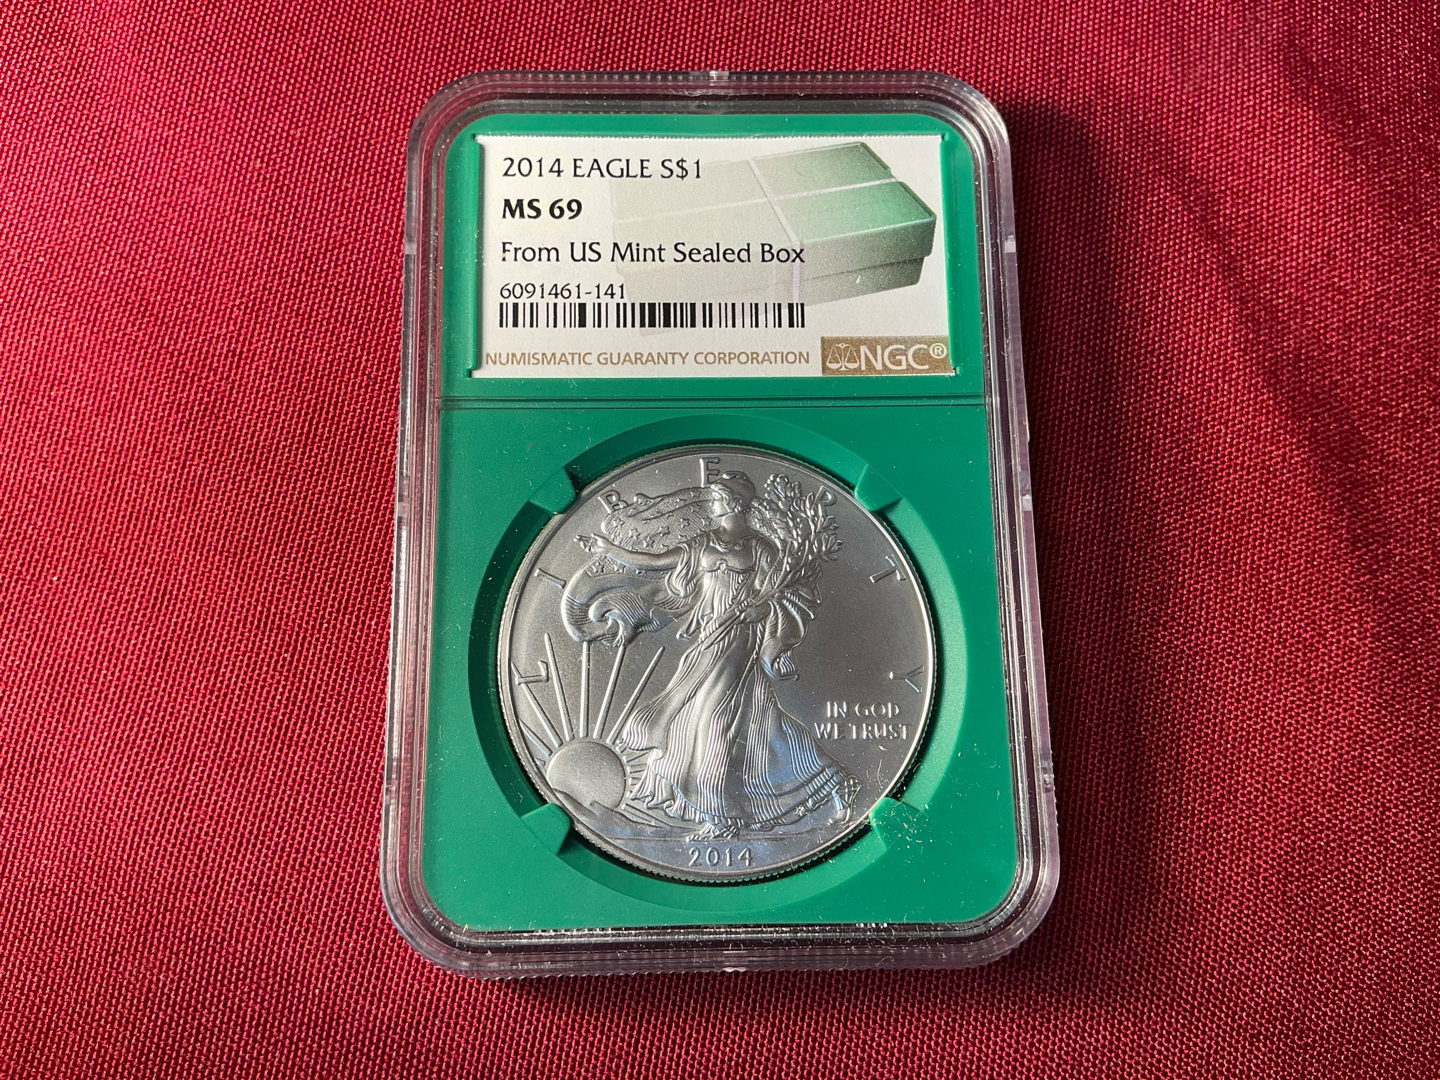 2014 EAGLE S$1
MS 69
From US Mint Sealed Box
6091461-141
NUMISMATIC GUARANTY CORPORATION NGC®
LIBERTY
IN GOD
WE TRUST
2014